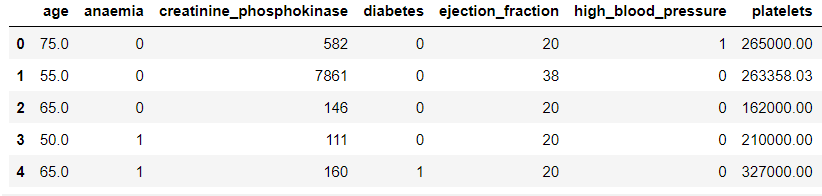 age anaemia creatinine_phosphokinase diabetes ejection_fraction high_blood_pressure platelets
0 75.0 0 582 0 20 1 265000.00
1 55.0 0 7861 0 38 0 263358.03
2 65.0 0 146 0 20 0 162000.00
3 50.0 1 111 0 20 0 210000.00
4 65.0 1 160 1 20 0 327000.00